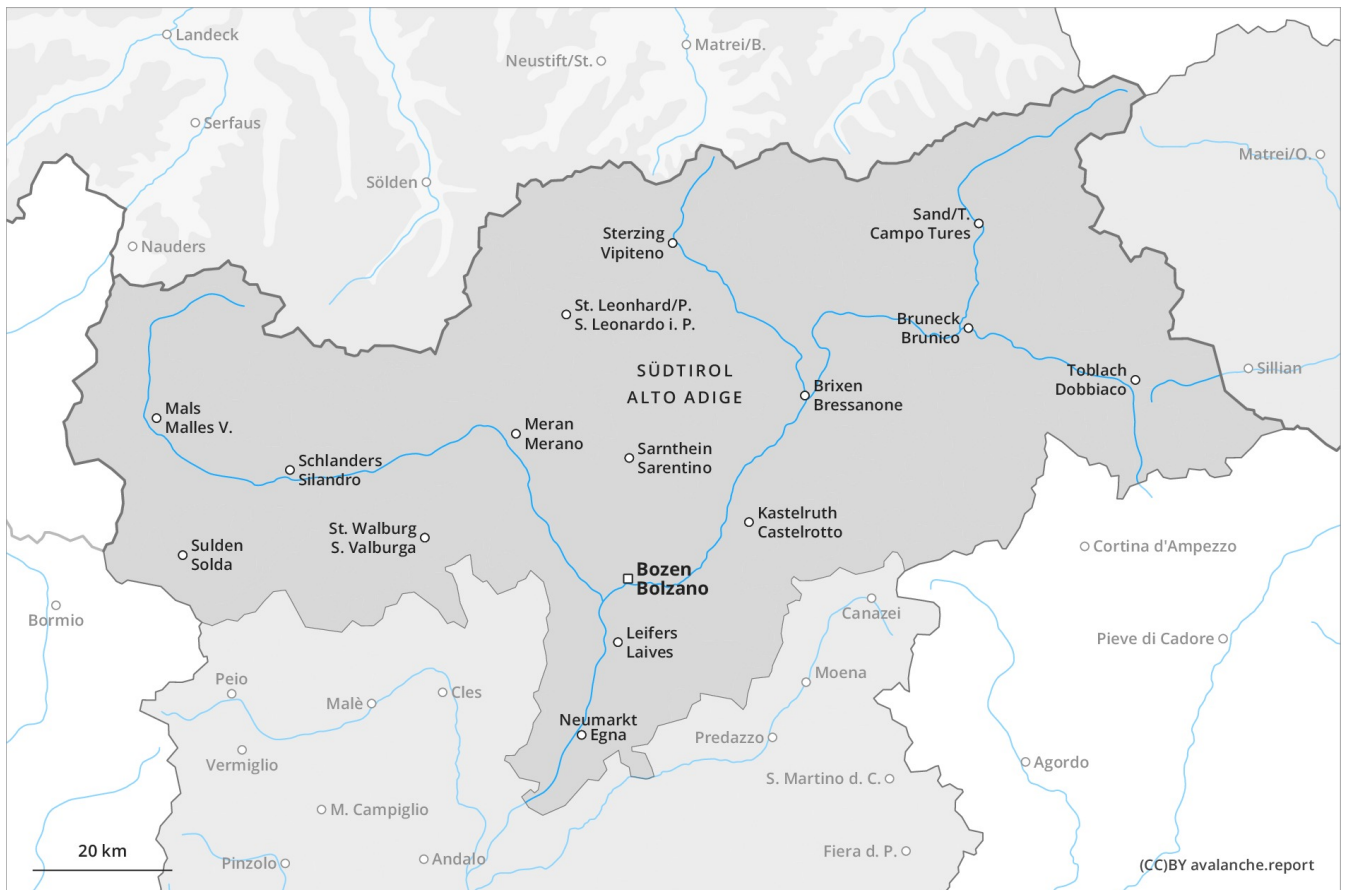 Landeck
Matrei/B.
Neustift/St.
Serfaus
Matrei/O.
Sölden
Sand/T.
Campo Tures
Sterzing
Vipiteno
Nauders
St. Leonhard/P.
S. Leonardo i. P.
Bruneck
Brunico
SÜDTIROL
ALTO ADIGE
Toblach
Dobbiaco
Sillian
Brixen
Bressanone
Mals
Malles V.
Meran
Merano
Sarnthein
Sarentino
Schlanders
Silandro
Kastelruth
Castelrotto
St. Walburg
S. Valburga
Sulden
Solda
Cortina d'Ampezzo
Bozen
Bolzano
Bormio
Canazei
Leifers
Laives
Pieve di Cadore
Moena
Peio
Malè
Cles
Neumarkt
Egna
Predazzo
Vermiglio
Agordo
S. Martino d. C.
M. Campiglio
20 km
Pinzolo
Andalo
Fiera d. P.
(CC)BY avalanche.report